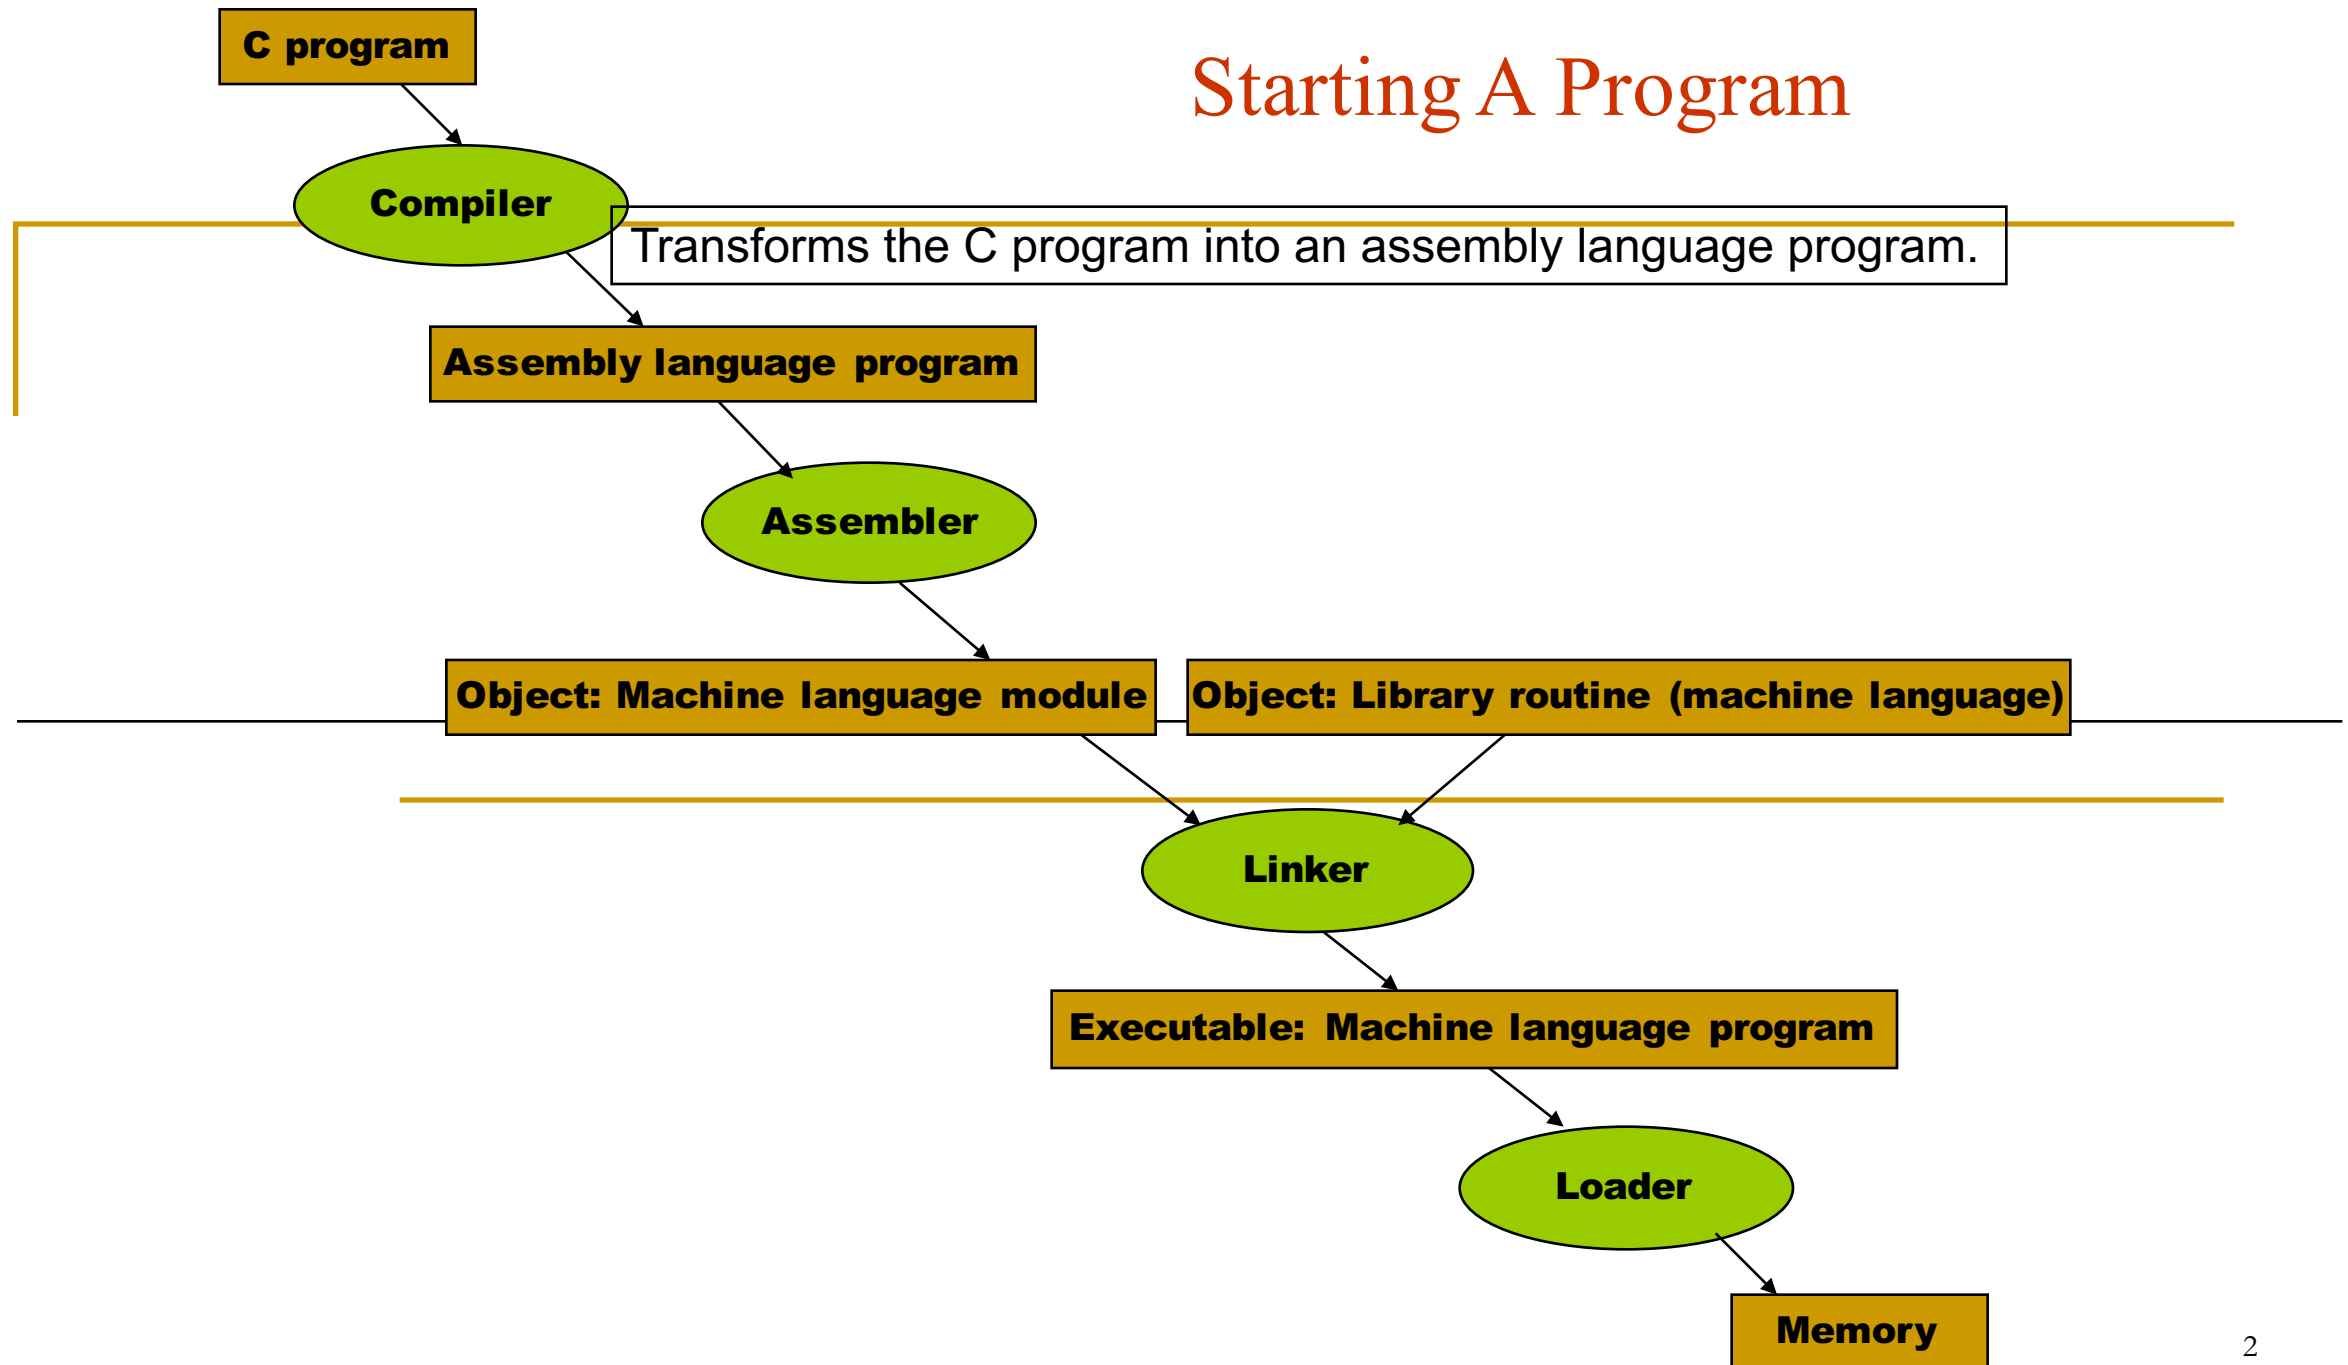 C program
Starting A Program
Compiler
Transforms the C program into an assembly language program.
Assembly language program
Assembler
Object: Machine language module
Object: Library routine (machine language)
Linker
Executable: Machine language program
Loader
Memory
2